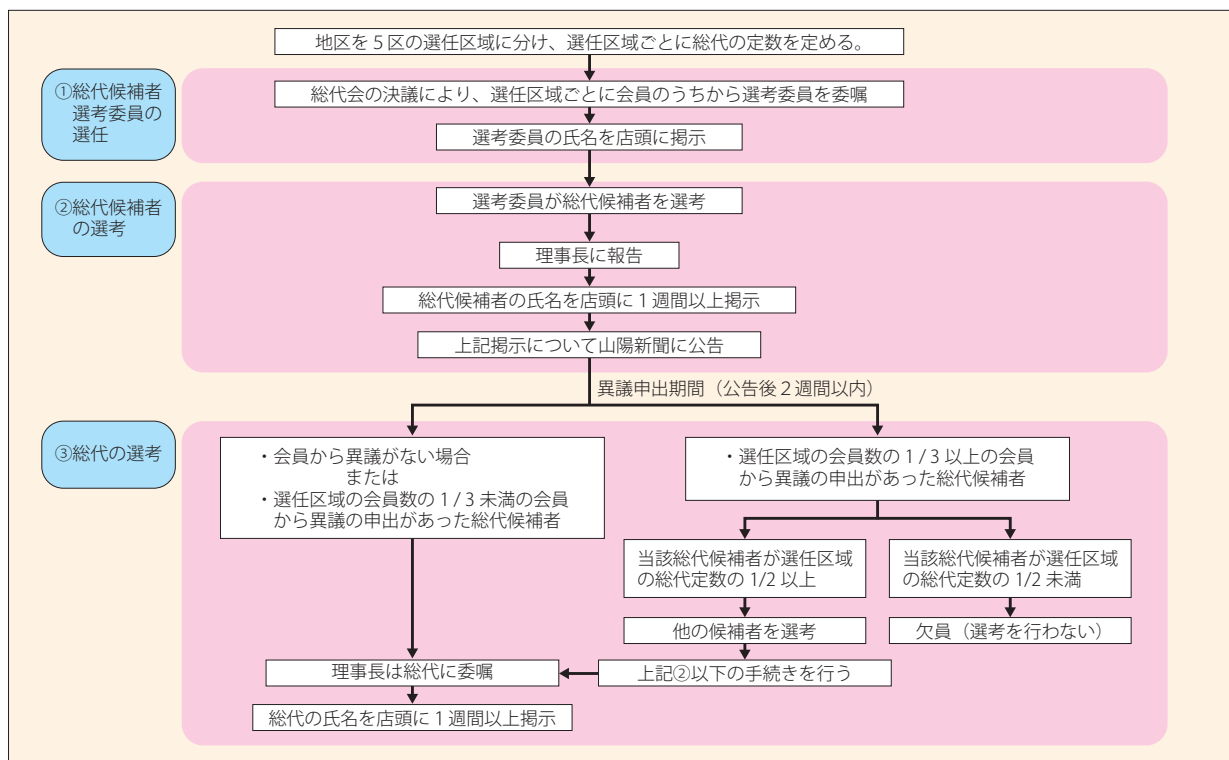 地区を5区の選任区域に分け、選任区域ごとに総代の定数を定める。
①総代候補者
選考委員の
選任
総代会の決議により、選任区域ごとに会員のうちから選考委員を委嘱
選考委員の氏名を店頭に掲示
②総代候補者
の選考
選考委員が総代候補者を選考
理事長に報告
総代候補者の氏名を店頭に1週間以上掲示
上記掲示について山陽新聞に公告
異議申出期間（公告後2週間以内）
③総代の選考
・会員から異議がない場合
または
・選任区域の会員数の1/3未満の会員
から異議の申出があった総代候補者
・選任区域の会員数の1/3以上の会員
から異議の申出があった総代候補者
当該総代候補者が選任区域
の総代定数の1/2以上
当該総代候補者が選任区域
の総代定数の1/2未満
他の候補者を選考
欠員（選考を行わない）
理事長は総代に委嘱
上記②以下の手続きを行う
総代の氏名を店頭に1週間以上掲示